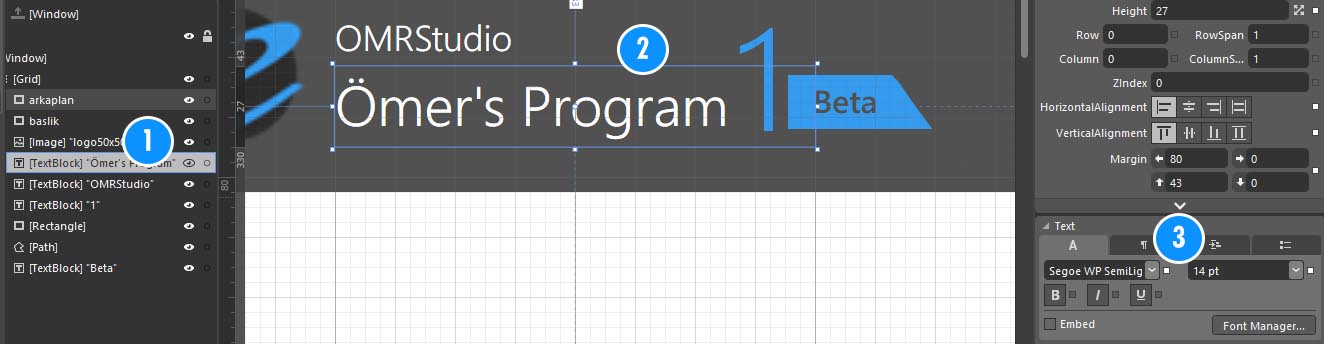 [Window]
Window]
[Grid]
arkaplan
baslik
[Image] "logo50x50
[TextBlock] "Ömer's Program"
[TextBlock] "OMRStudio"
[TextBlock] "1"
[Rectangle]
[Path]
[TextBlock] "Beta"
1
43
27
330
80
OMRStudio
Ömer's Program
1
Beta
2
Height 27
Row 0 RowSpan 1
Column 0 ColumnS... 1
ZIndex 0
HorizontalAlignment
VerticalAlignment
Margin 80 0
43 0
Text
3
A ¶
Segoe WP SemiLig 14 pt
B I U
Embed Font Manager...